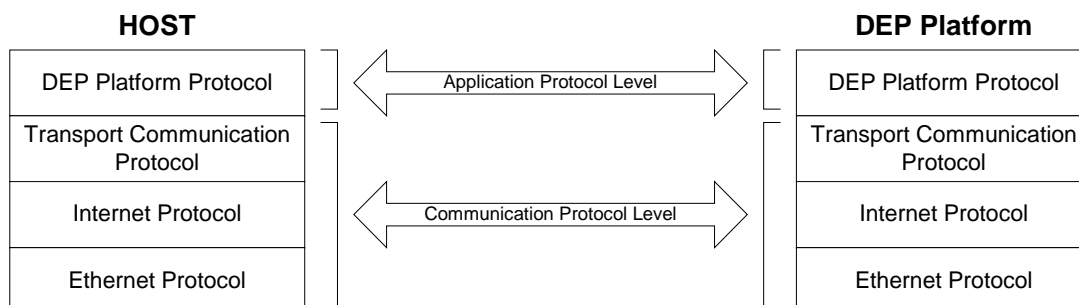 HOST
DEP Platform
DEP Platform Protocol
Application Protocol Level
DEP Platform Protocol
Transport Communication
Protocol
Transport Communication
Protocol
Internet Protocol
Communication Protocol Level
Internet Protocol
Ethernet Protocol
Ethernet Protocol